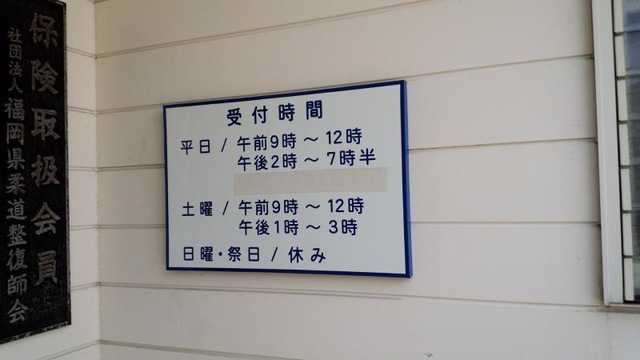 保険取扱会員
社団法人 福岡県柔道整復師会
受付時間
平日 / 午前9時～12時
午後2時～7時半
土曜 / 午前9時～12時
午後1時～3時
日曜・祭日 / 休み